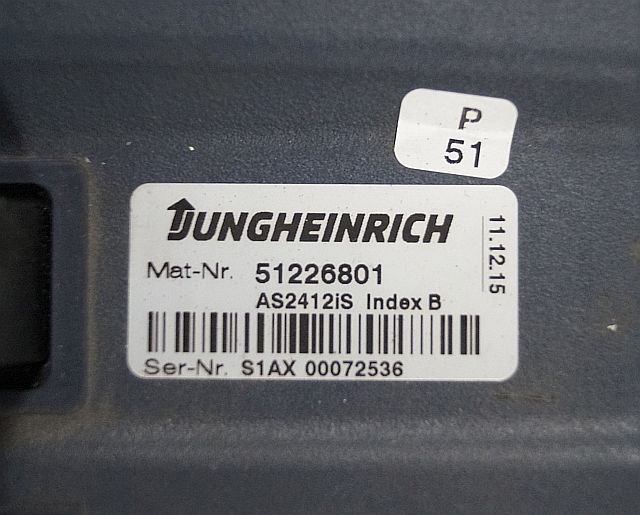 P
51
JUNGHEINRICH
11.12.15
Mat-Nr. 51226801
AS2412iS Index B
Ser-Nr. S1AX 00072536